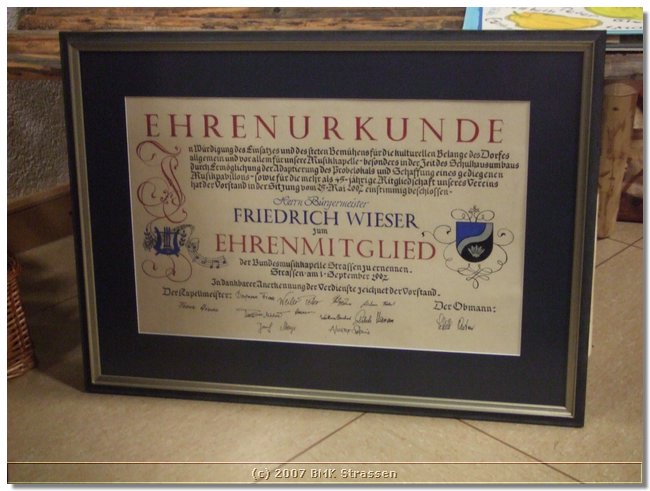 EHRENURKUNDE
In Würdigung des Einsatzes und des steten Bemühens für die kulturellen Belange des Dorfes
allgemein und vor allem für unsere Musikkapelle – besonders in der Zeit des Schulhausumbaus
durch Ermöglichung der Adaptierung des Probelokals und Schaffung eines gediegenen
Musikpavillons – sowie für die mehr als 45-jährige Mitgliedschaft unseres Vereins
hat der Vorstand in der Sitzung vom Mai einstimmig beschlossen –
Herrn Bürgermeister
FRIEDRICH WIESER
zum
EHRENMITGLIED
der Bundesmusikkapelle Strassen zu ernennen.
Strassen am 1. September
In dankbarer Anerkennung der Verdienste zeichnet der Vorstand.
Der Kapellmeister:
Der Obmann:
(c) 2007 BMK Strassen